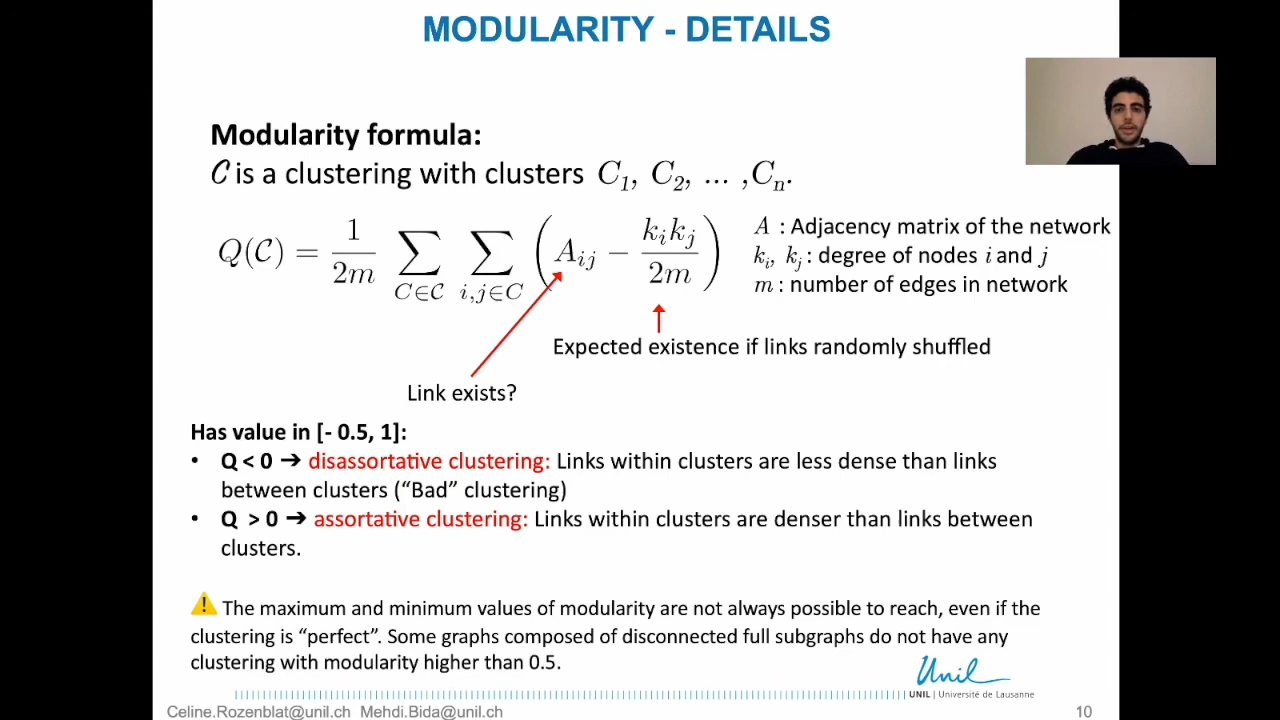 MODULARITY - DETAILS
Modularity formula:
𝒞 is a clustering with clusters C₁, C₂, ... ,Cₙ.
Q(𝒞) = 1/2m ∑_{C∈𝒞} ∑_{i,j∈C} (A_{ij} − k_i k_j / 2m)
A : Adjacency matrix of the network
k_i, k_j : degree of nodes i and j
m : number of edges in network
Expected existence if links randomly shuffled
Link exists?
Has value in [- 0.5, 1]:
• Q < 0 ➔ disassortative clustering: Links within clusters are less dense than links
between clusters (“Bad” clustering)
• Q > 0 ➔ assortative clustering: Links within clusters are denser than links between
clusters.
⚠ The maximum and minimum values of modularity are not always possible to reach, even if the
clustering is “perfect”. Some graphs composed of disconnected full subgraphs do not have any
clustering with modularity higher than 0.5.
Unil
UNIL | Université de Lausanne
Celine.Rozenblat@unil.ch Mehdi.Bida@unil.ch
10